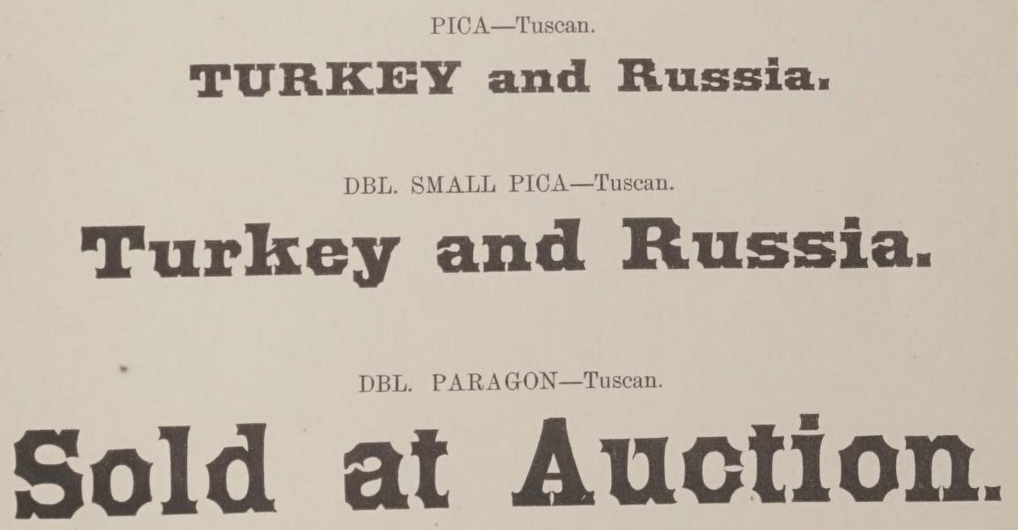 PICA—Tuscan.
TURKEY and Russia.
DBL. SMALL PICA—Tuscan.
Turkey and Russia.
DBL. PARAGON—Tuscan.
Sold at Auction.